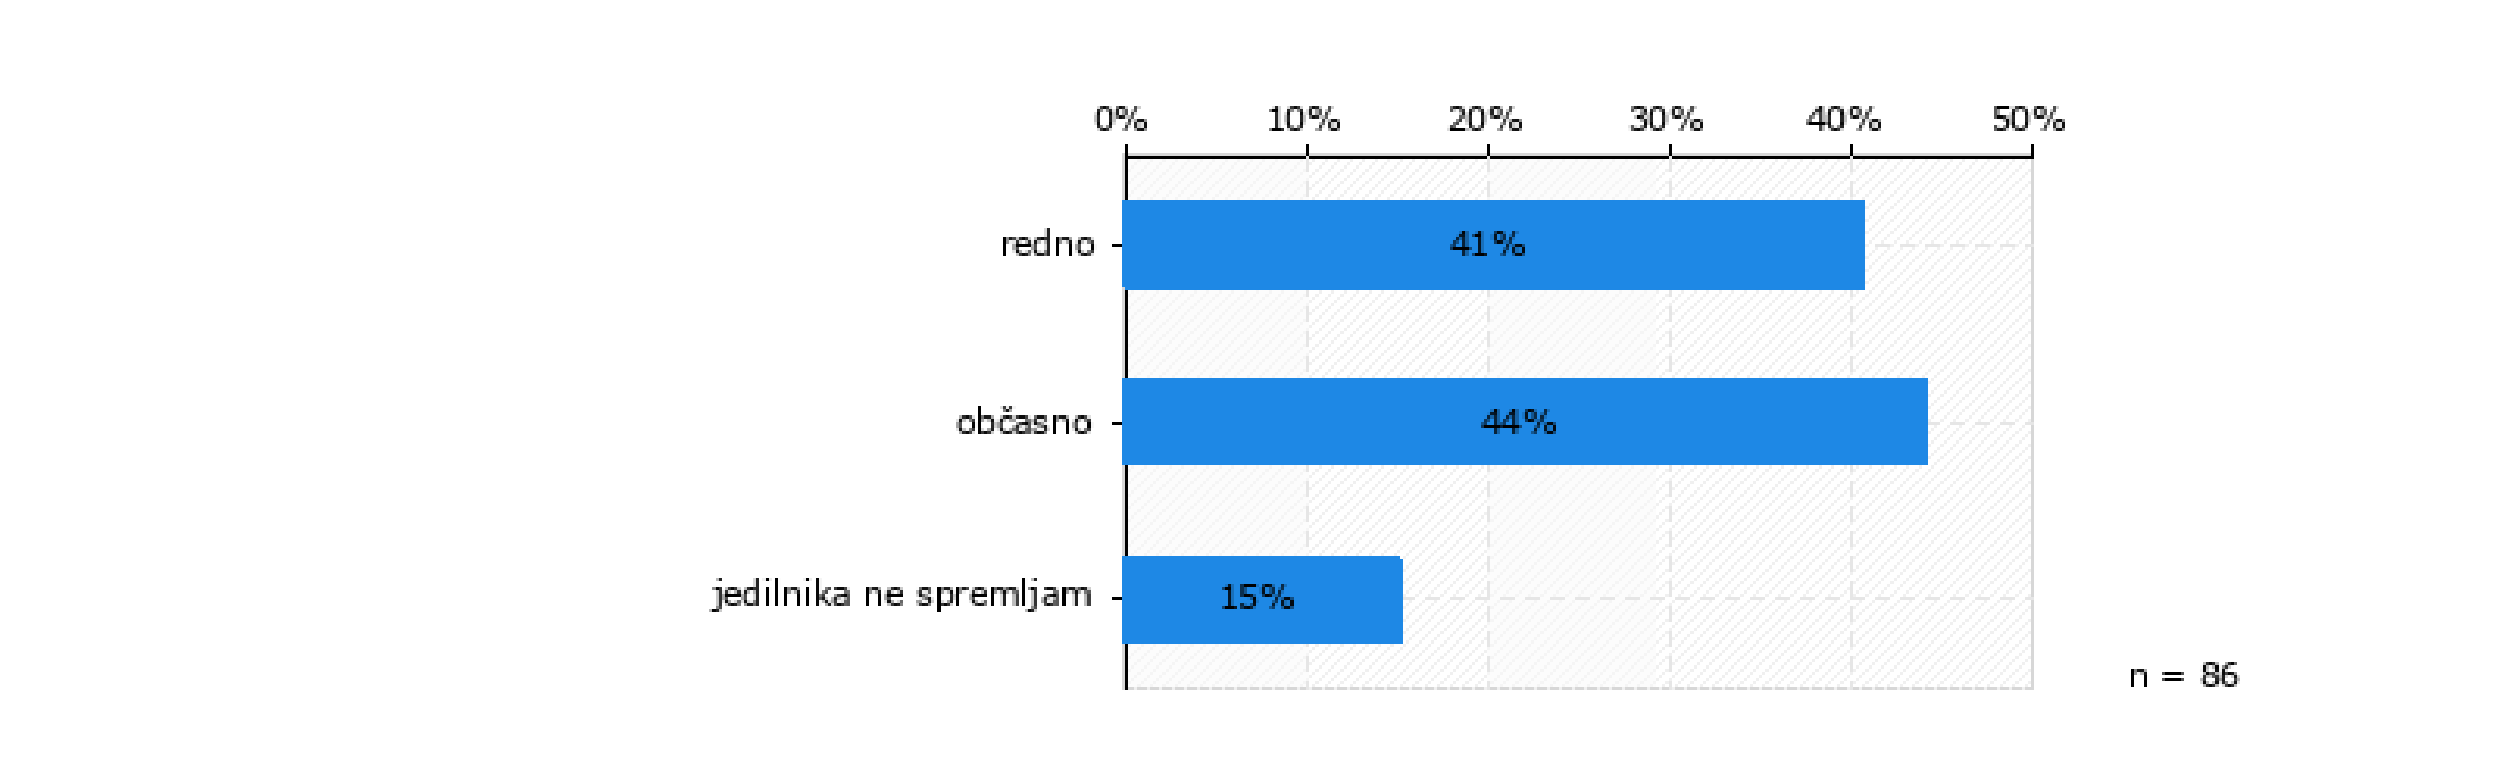 0% 10% 20% 30% 40% 50%
redno 41%
občasno 44%
jedilnika ne spremljam 15%
n = 86